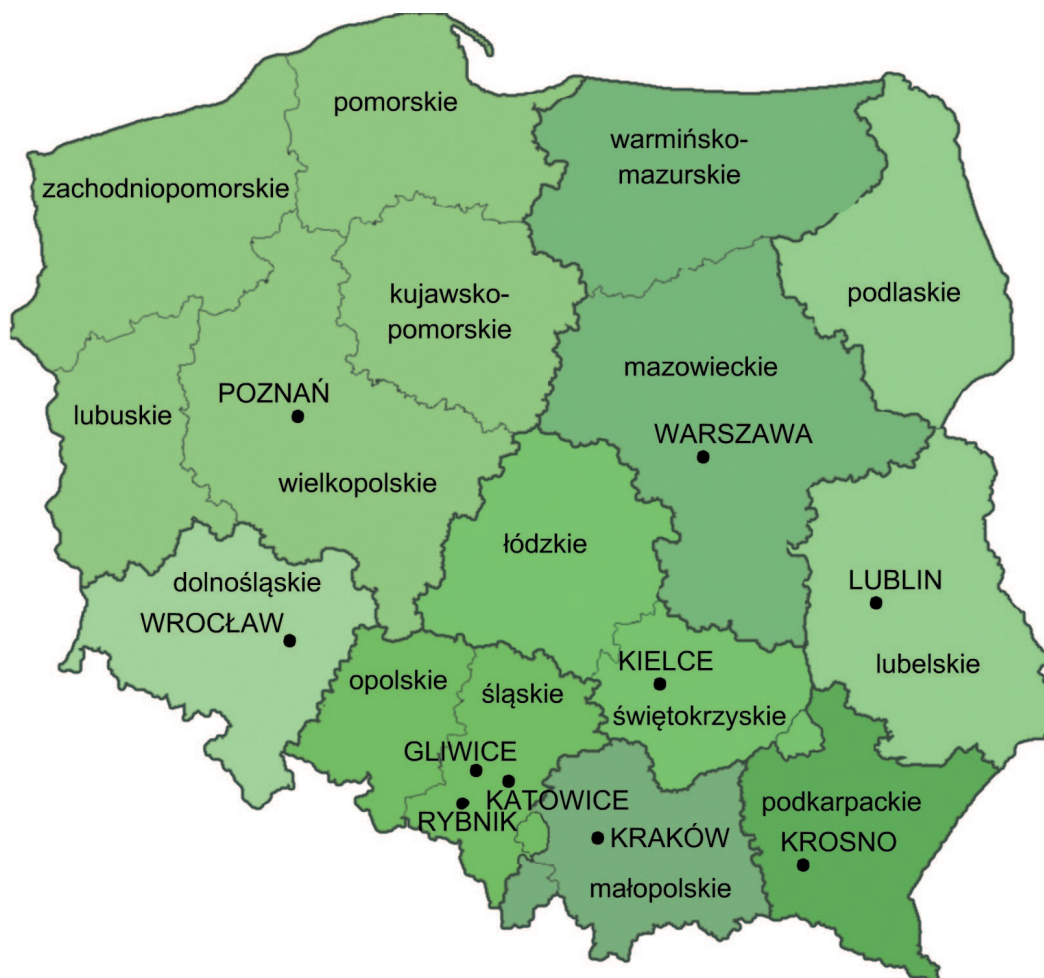 pomorskie
warmińsko-
mazurskie
zachodniopomorskie
podlaskie
kujawsko-
pomorskie
mazowieckie
POZNAŃ
lubuskie
WARSZAWA
wielkopolskie
łódzkie
dolnośląskie
WROCŁAW
LUBLIN
lubelskie
KIELCE
świętokrzyskie
opolskie
śląskie
GLIWICE
KATOWICE
RYBNIK
podkarpackie
KROSNO
KRAKÓW
małopolskie